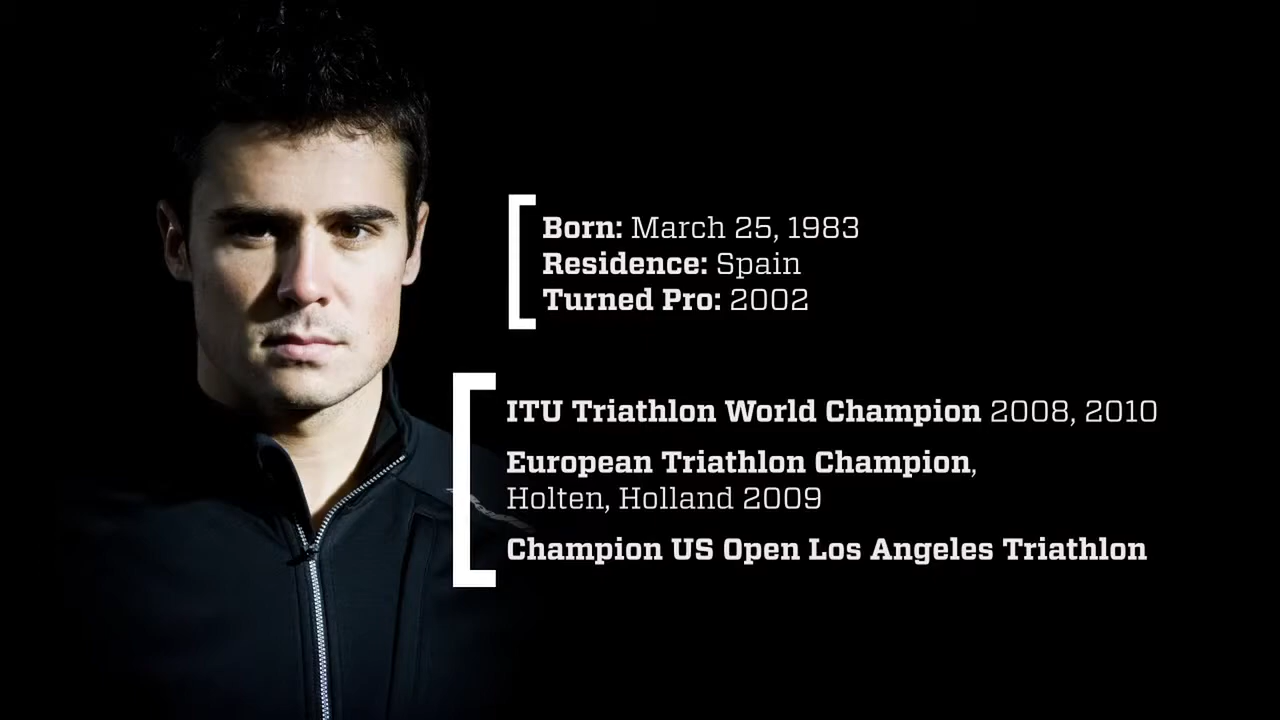 Born: March 25, 1983
Residence: Spain
Turned Pro: 2002
ITU Triathlon World Champion 2008, 2010
European Triathlon Champion,
Holten, Holland 2009
Champion US Open Los Angeles Triathlon